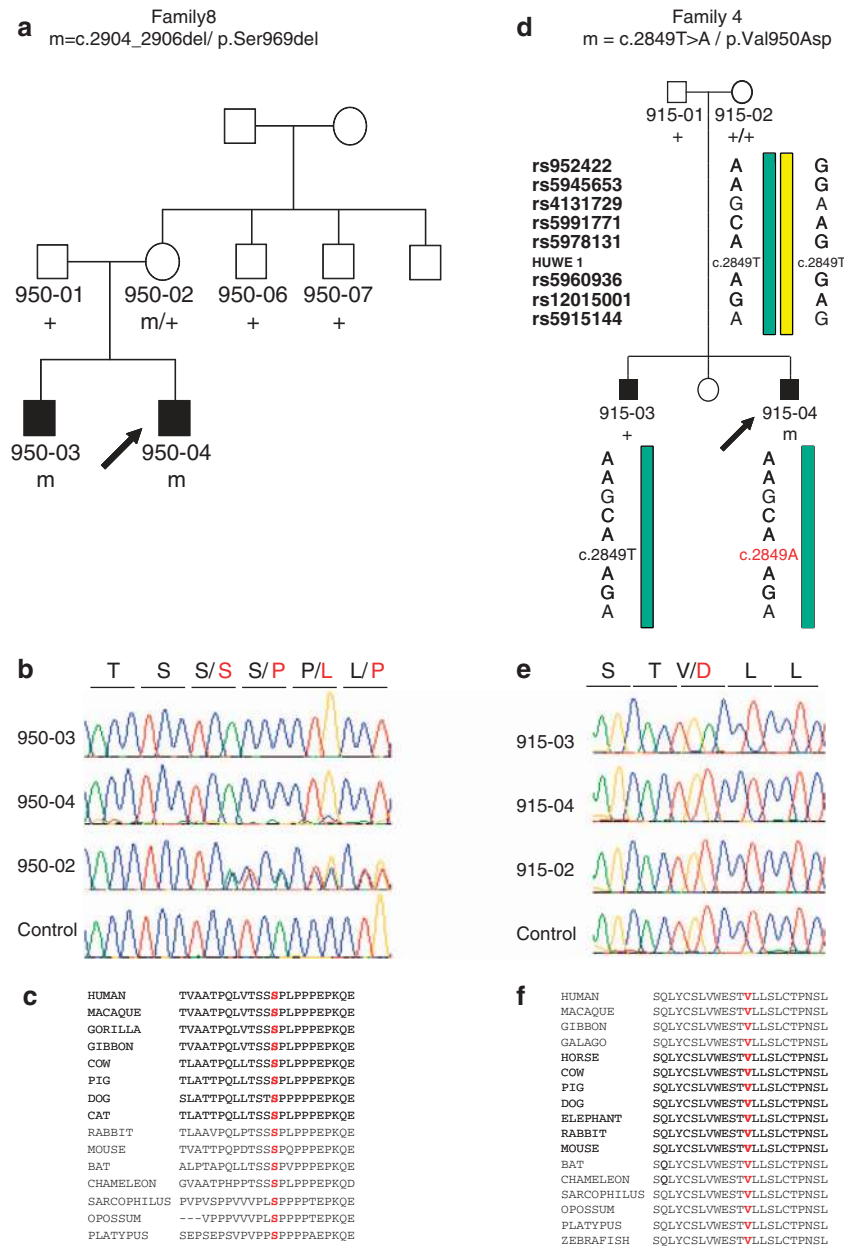 a
Family8
m=c.2904_2906del/ p.Ser969del
950-01
+
950-02
m/+
950-06
+
950-07
+
950-03
m
950-04
m
b
T S S/S S/P P/L L/P
950-03
950-04
950-02
Control
c
HUMAN TVAATPQLVTSSSPLPPPEPKQE
MACAQUE TVAATPQLVTSSSPLPPPEPKQE
GORILLA TVAATPQLVTSSSPLPPPEPKQE
GIBBON TVAATPQLVTSSSPLPPPEPKQE
COW TLAATPQLLTSSSPLPPPEPKQE
PIG TLATTPQLLTSSSPLPPPEPKQE
DOG SLATTPQLLTSTSPLPPPEPKQE
CAT TLATTPQLLTSSSPLPPPEPKQE
RABBIT TLAAVPQLPTSSSPLPPPEPKQE
MOUSE TVATTPQPDTSSSPQPPPEPKQE
BAT ALPTAPQLLTSSSPVPPPEPKQE
CHAMELEON GVAATPHPPTASSPLPPPEPKQD
SARCOPHILUS PVPVSPPVVVPLSPPPPTEPKQE
OPOSSUM ---VPPPVVVPLSPPPPTEPKQE
PLATYPUS SEPSEPSVPVPPSPPPPAEPKQE
d
Family 4
m = c.2849T>A / p.Val950Asp
915-01
+
915-02
+/+
rs952422 A G
rs5945653 A G
rs4131729 G A
rs5991771 C A
rs5978131 A G
HUWE 1 c.2849T c.2849T
rs5960936 A G
rs12015001 G A
rs5915144 A G
915-03
+
A
A
G
C
A
c.2849T
A
G
A
915-04
m
A
A
G
C
A
c.2849A
A
G
A
e
S T V/D L L
915-03
915-04
915-02
Control
f
HUMAN SQLYCSLVWESTVLLSLCTPNSL
MACAQUE SQLYCSLVWESTVLLSLCTPNSL
GIBBON SQLYCSLVWESTVLLSLCTPNSL
GALAGO SQLYCSLVWESTVLLSLCTPNSL
HORSE SQLYCSLVWESTVLLSLCTPNSL
COW SQLYCSLVWESTVLLSLCTPNSL
PIG SQLYCSLVWESTVLLSLCTPNSL
DOG SQLYCSLVWESTVLLSLCTPNSL
ELEPHANT SQLYCSLVWESTVLLSLCTPNSL
RABBIT SQLYCSLVWESTVLLSLCTPNSL
MOUSE SQLYCSLVWESTVLLSLCTPNSL
BAT SQLYCSLVWESTVLLSLCTPNSL
CHAMELEON SQLYCSLVWESTVLLSLCTPNSL
SARCOPHILUS SQLYCSLVWESTVLLSLCTPNSL
OPOSSUM SQLYCSLVWESTVLLSLCTPNSL
PLATYPUS SQLYCSLVWESTVLLSLCTPNSL
ZEBRAFISH SQLYCSLVWESTVLLSLCTPNSL